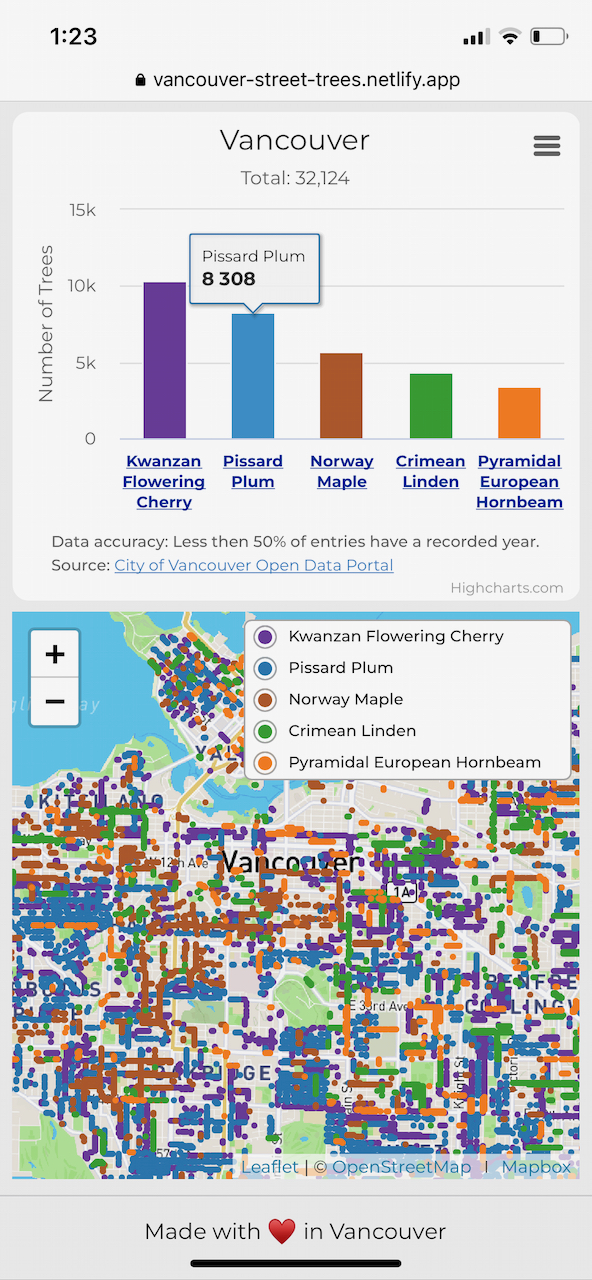 1:23
vancouver-street-trees.netlify.app
Vancouver
Total: 32,124
Number of Trees
15k
10k
5k
0
Pissard Plum
8 308
Kwanzan Flowering Cherry
Pissard Plum
Norway Maple
Crimean Linden
Pyramidal European Hornbeam
Data accuracy: Less then 50% of entries have a recorded year.
Source: City of Vancouver Open Data Portal
Highcharts.com
+
−
Kwanzan Flowering Cherry
Pissard Plum
Norway Maple
Crimean Linden
Pyramidal European Hornbeam
12th Ave
Vancouver
1A
E 33rd Ave
Knight St
Leaflet | © OpenStreetMap | Mapbox
Made with ❤️ in Vancouver